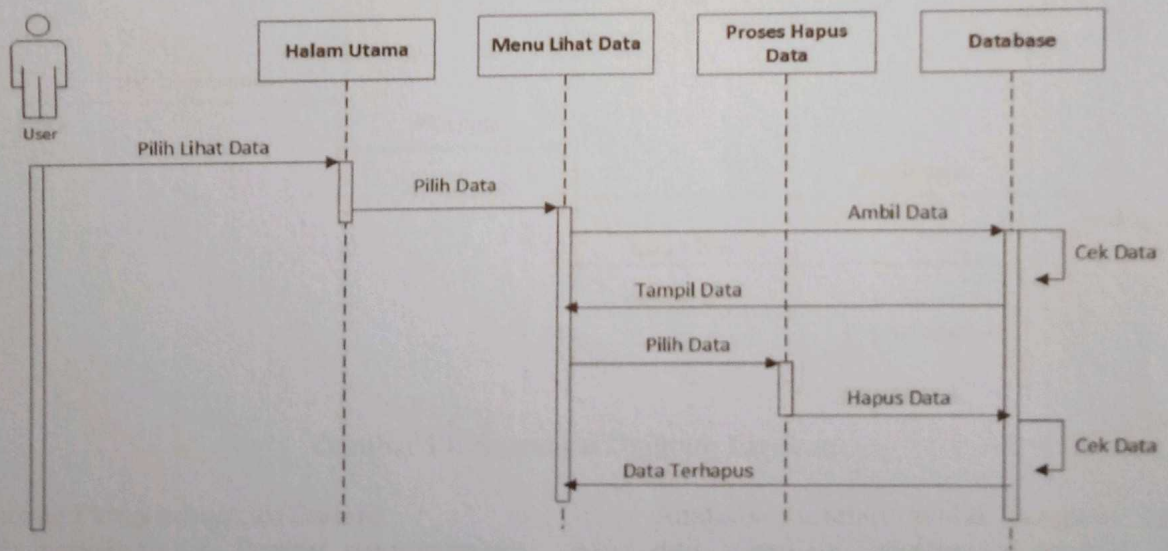 User
Halam Utama
Menu Lihat Data
Proses Hapus
Data
Database
Pilih Lihat Data
Pilih Data
Ambil Data
Cek Data
Tampil Data
Pilih Data
Hapus Data
Cek Data
Data Terhapus